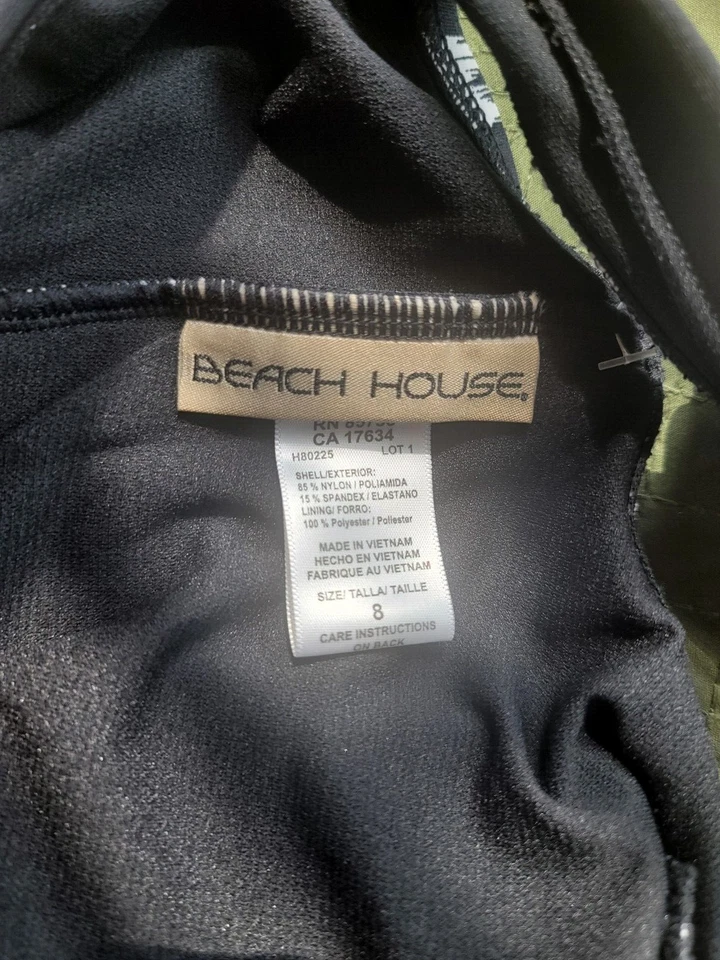 BEACH HOUSE®
RN
CA 17634
H80225 LOT 1
SHELL/EXTERIOR:
85 % NYLON / POLIAMIDA
15 % SPANDEX / ELASTANO
LINING/ FORRO:
100 % Polyester / Poliester
MADE IN VIETNAM
HECHO EN VIETNAM
FABRIQUE AU VIETNAM
SIZE/ TALLA/ TAILLE
8
CARE INSTRUCTIONS
ON BACK